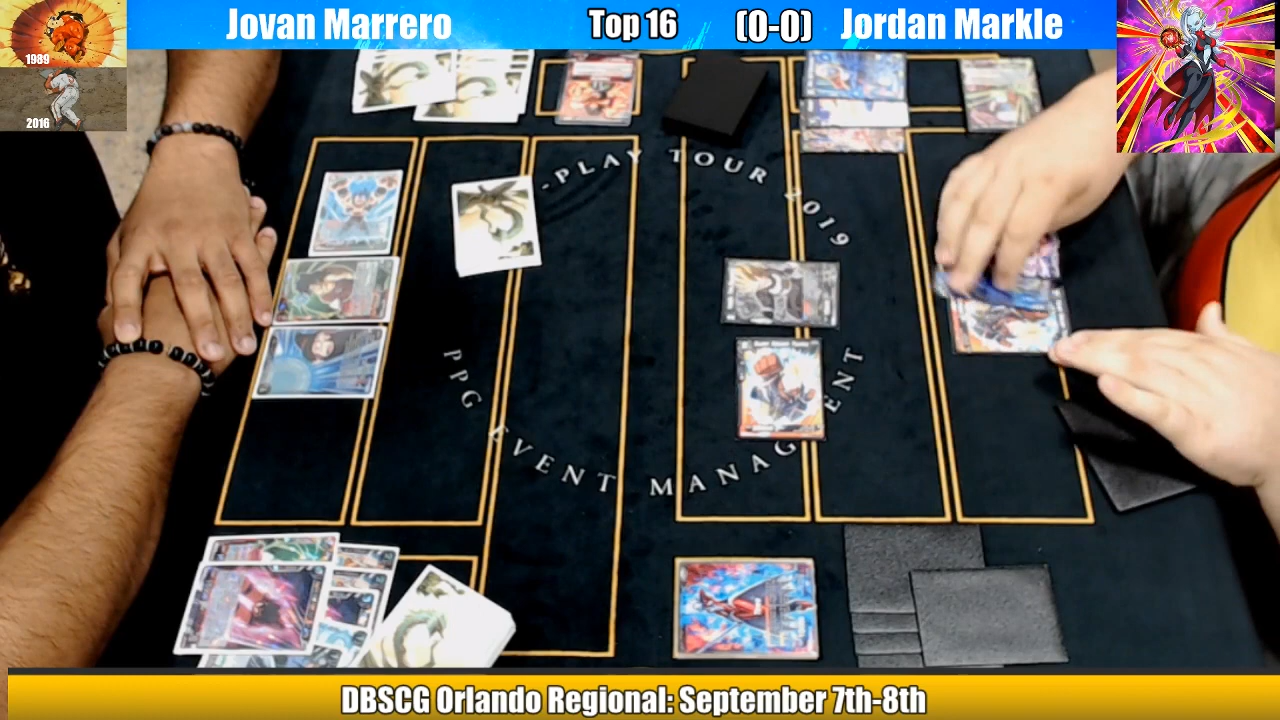 Jovan Marrero
Top 16
(0-0)
Jordan Markle
1989
2016
-PLAY TOUR 2019
PPG EVENT MANAGEMENT
DBSCG Orlando Regional: September 7th-8th